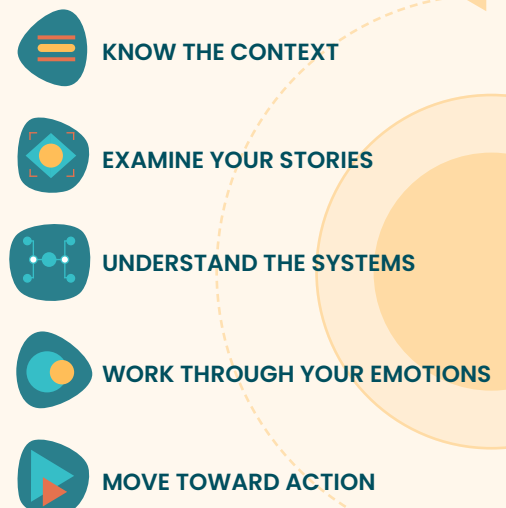 KNOW THE CONTEXT
EXAMINE YOUR STORIES
UNDERSTAND THE SYSTEMS
WORK THROUGH YOUR EMOTIONS
MOVE TOWARD ACTION